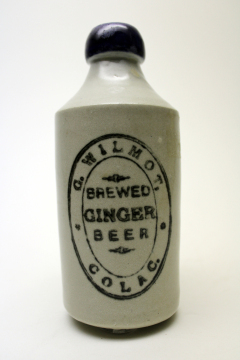 G. WILMOT.
BREWED
GINGER
BEER
COLAC.